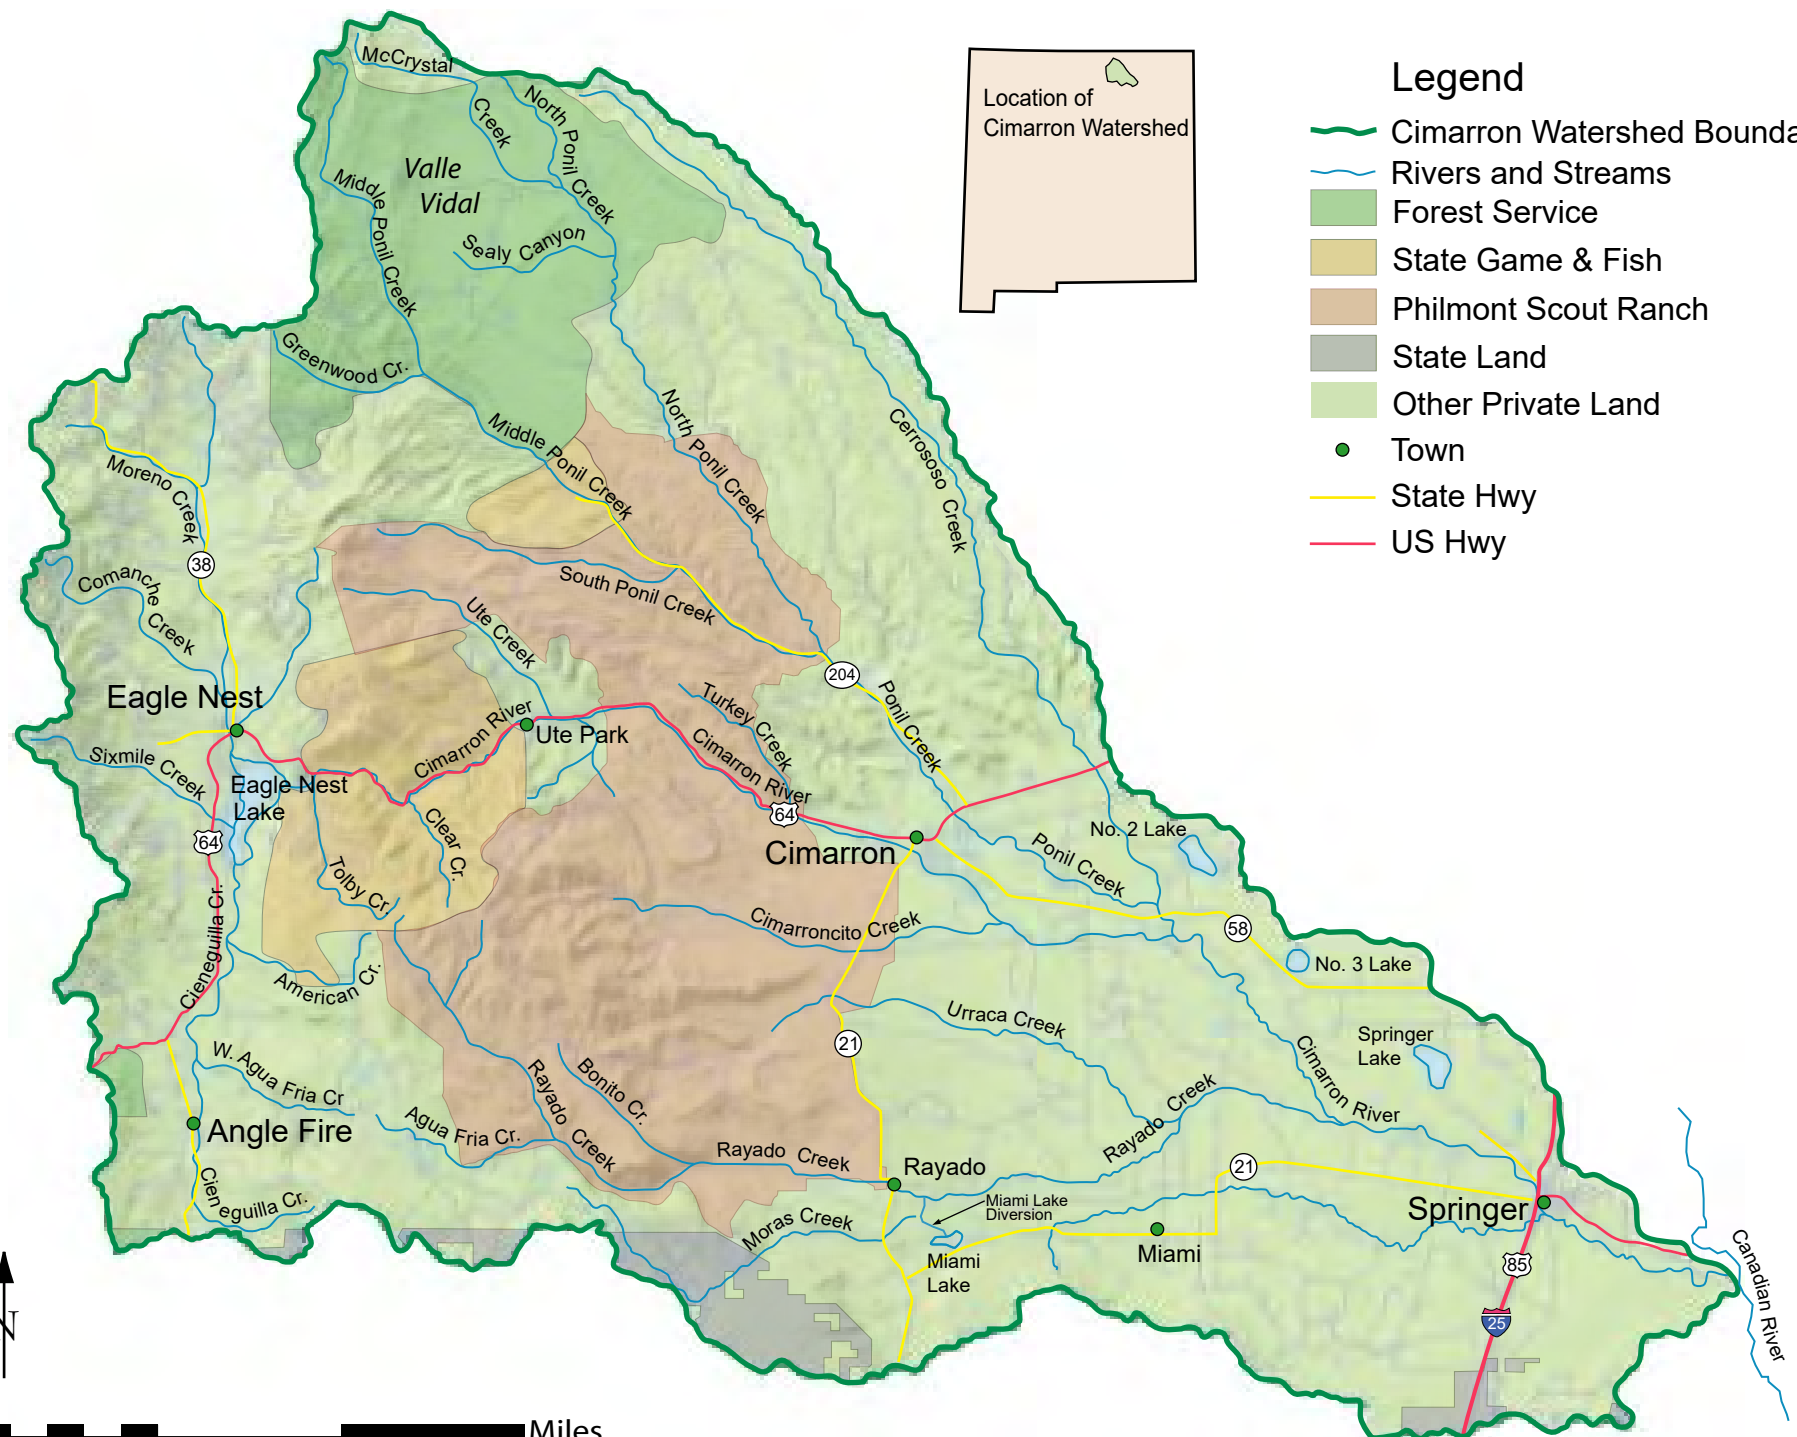 McCrystal
Creek
North Ponil Creek
Valle
Vidal
Middle Ponil Creek
Sealy Canyon
Greenwood Cr.
Location of
Cimarron Watershed
Legend
Cimarron Watershed Bounda
Rivers and Streams
Forest Service
State Game & Fish
Philmont Scout Ranch
State Land
Other Private Land
Town
State Hwy
US Hwy
Middle Ponil Creek
North Ponil Creek
Cerrososo Creek
Moreno Creek
38
Comanche Creek
South Ponil Creek
Ute Creek
204
Ponil Creek
Turkey Creek
Eagle Nest
Cimarron River
Ute Park
Cimarron River
64
Sixmile Creek
Eagle Nest
Lake
64
Clear Cr.
Tolby Cr.
Cimarron
No. 2 Lake
Ponil Creek
Cimarroncito Creek
58
No. 3 Lake
Cieneguilla Cr.
American Cr.
Urraca Creek
21
Springer
Lake
Cimarron River
W. Agua Fria Cr
Angle Fire
Agua Fria Cr.
Rayado Creek
Bonito Cr.
Rayado Creek
Rayado Creek
Rayado
21
Cieneguilla Cr.
Moras Creek
Miami Lake
Diversion
Miami
Lake
Miami
Springer
85
25
Canadian River
N
Miles